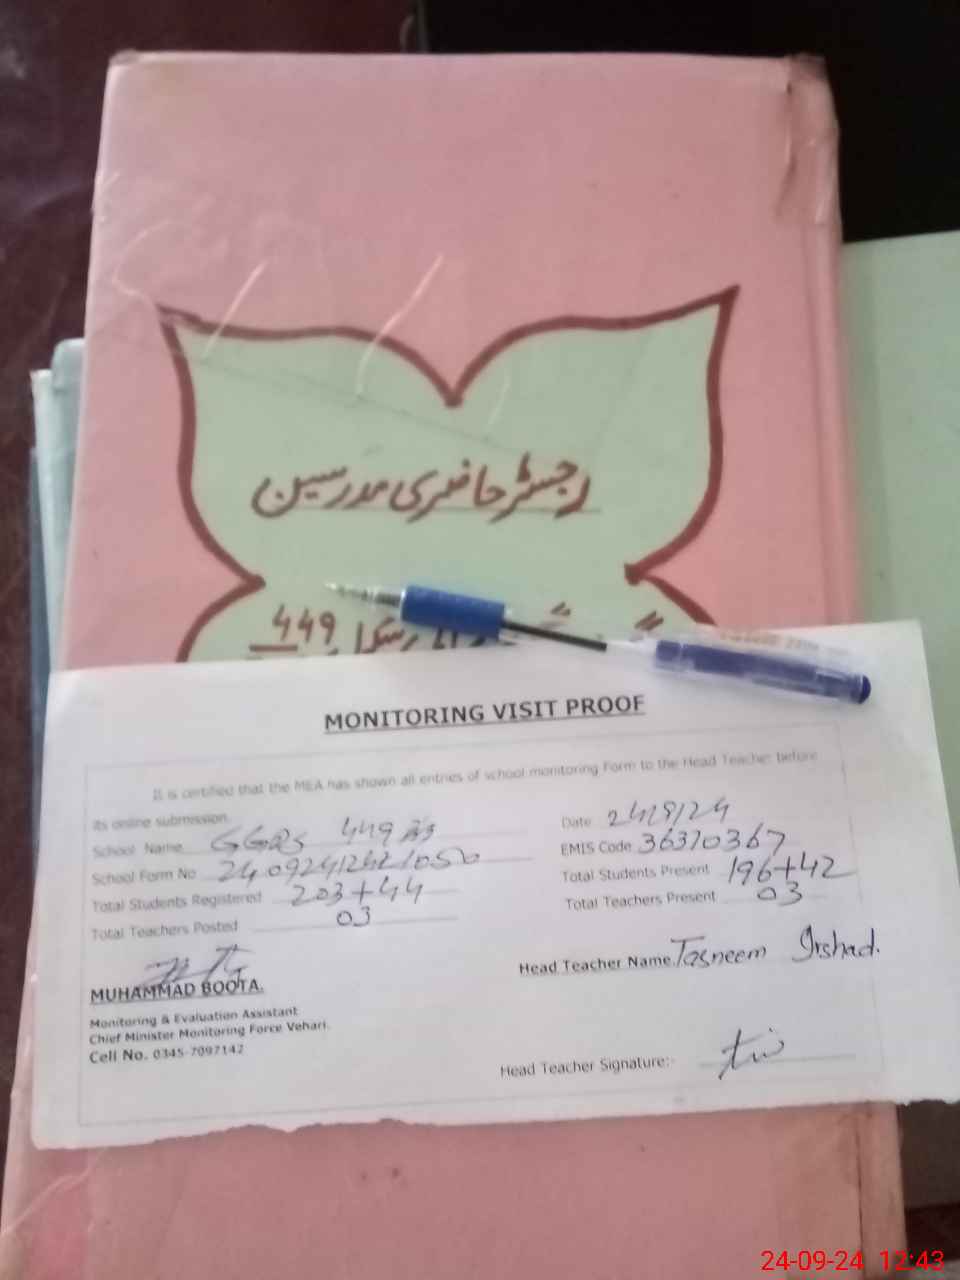 رجسٹر حاضری مدرسین
449
MONITORING VISIT PROOF
It is certified that the MEA has shown all entries of school monitoring Form to the Head Teacher before
its online submission.
School Name 449
Date 24/9/24
School Form No
EMIS Code 36370367
Total Students Registered 203+44
Total Students Present 196+42
Total Teachers Posted 03
Total Teachers Present 03
Head Teacher Name. Tasneem Irshad.
MUHAMMAD BOOTA.
Monitoring & Evaluation Assistant
Chief Minister Monitoring Force Vehari.
Cell No. 0345-7097142
Head Teacher Signature:-
24-09-24 12:43